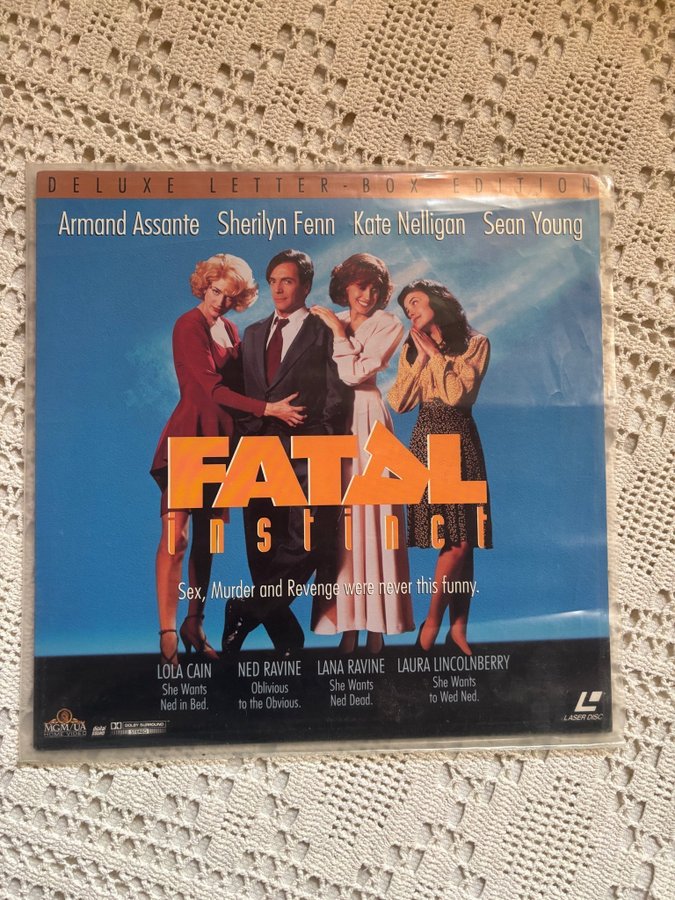 DELUXE LETTER-BOX EDITION
Armand Assante Sherilyn Fenn Kate Nelligan Sean Young
FATAL
instinct
Sex, Murder and Revenge were never this funny.
LOLA CAIN
She Wants
Ned in Bed.
NED RAVINE
Oblivious
to the Obvious.
LANA RAVINE
She Wants
Ned Dead.
LAURA LINCOLNBERRY
She Wants
to Wed Ned.
MGM/UA
HOME VIDEO
DOLBY SURROUND
STEREO
LASER DISC